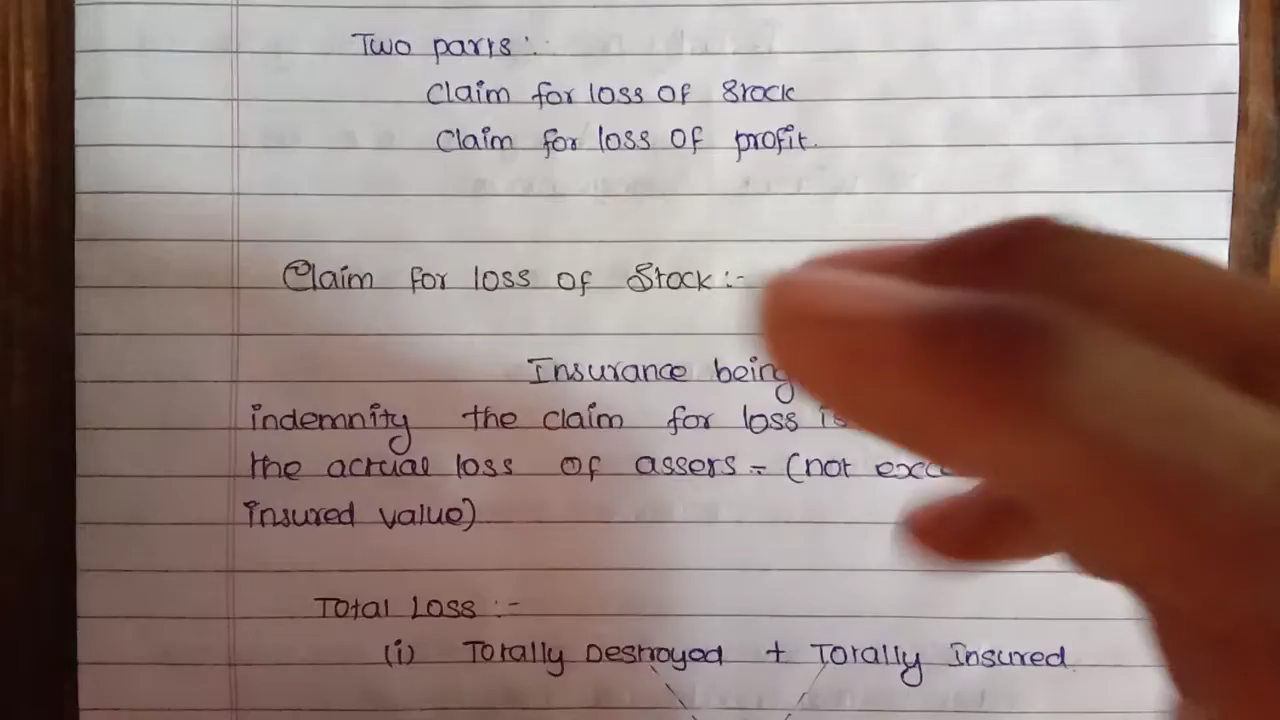 Two parts :-
Claim for loss of Stock
Claim for loss of profit.
Claim for loss of Stock :-
Insurance being
indemnity the claim for loss is
the actual loss of assets - (not
insured value)
Total Loss :-
(i) Totally Destroyed + Totally Insured